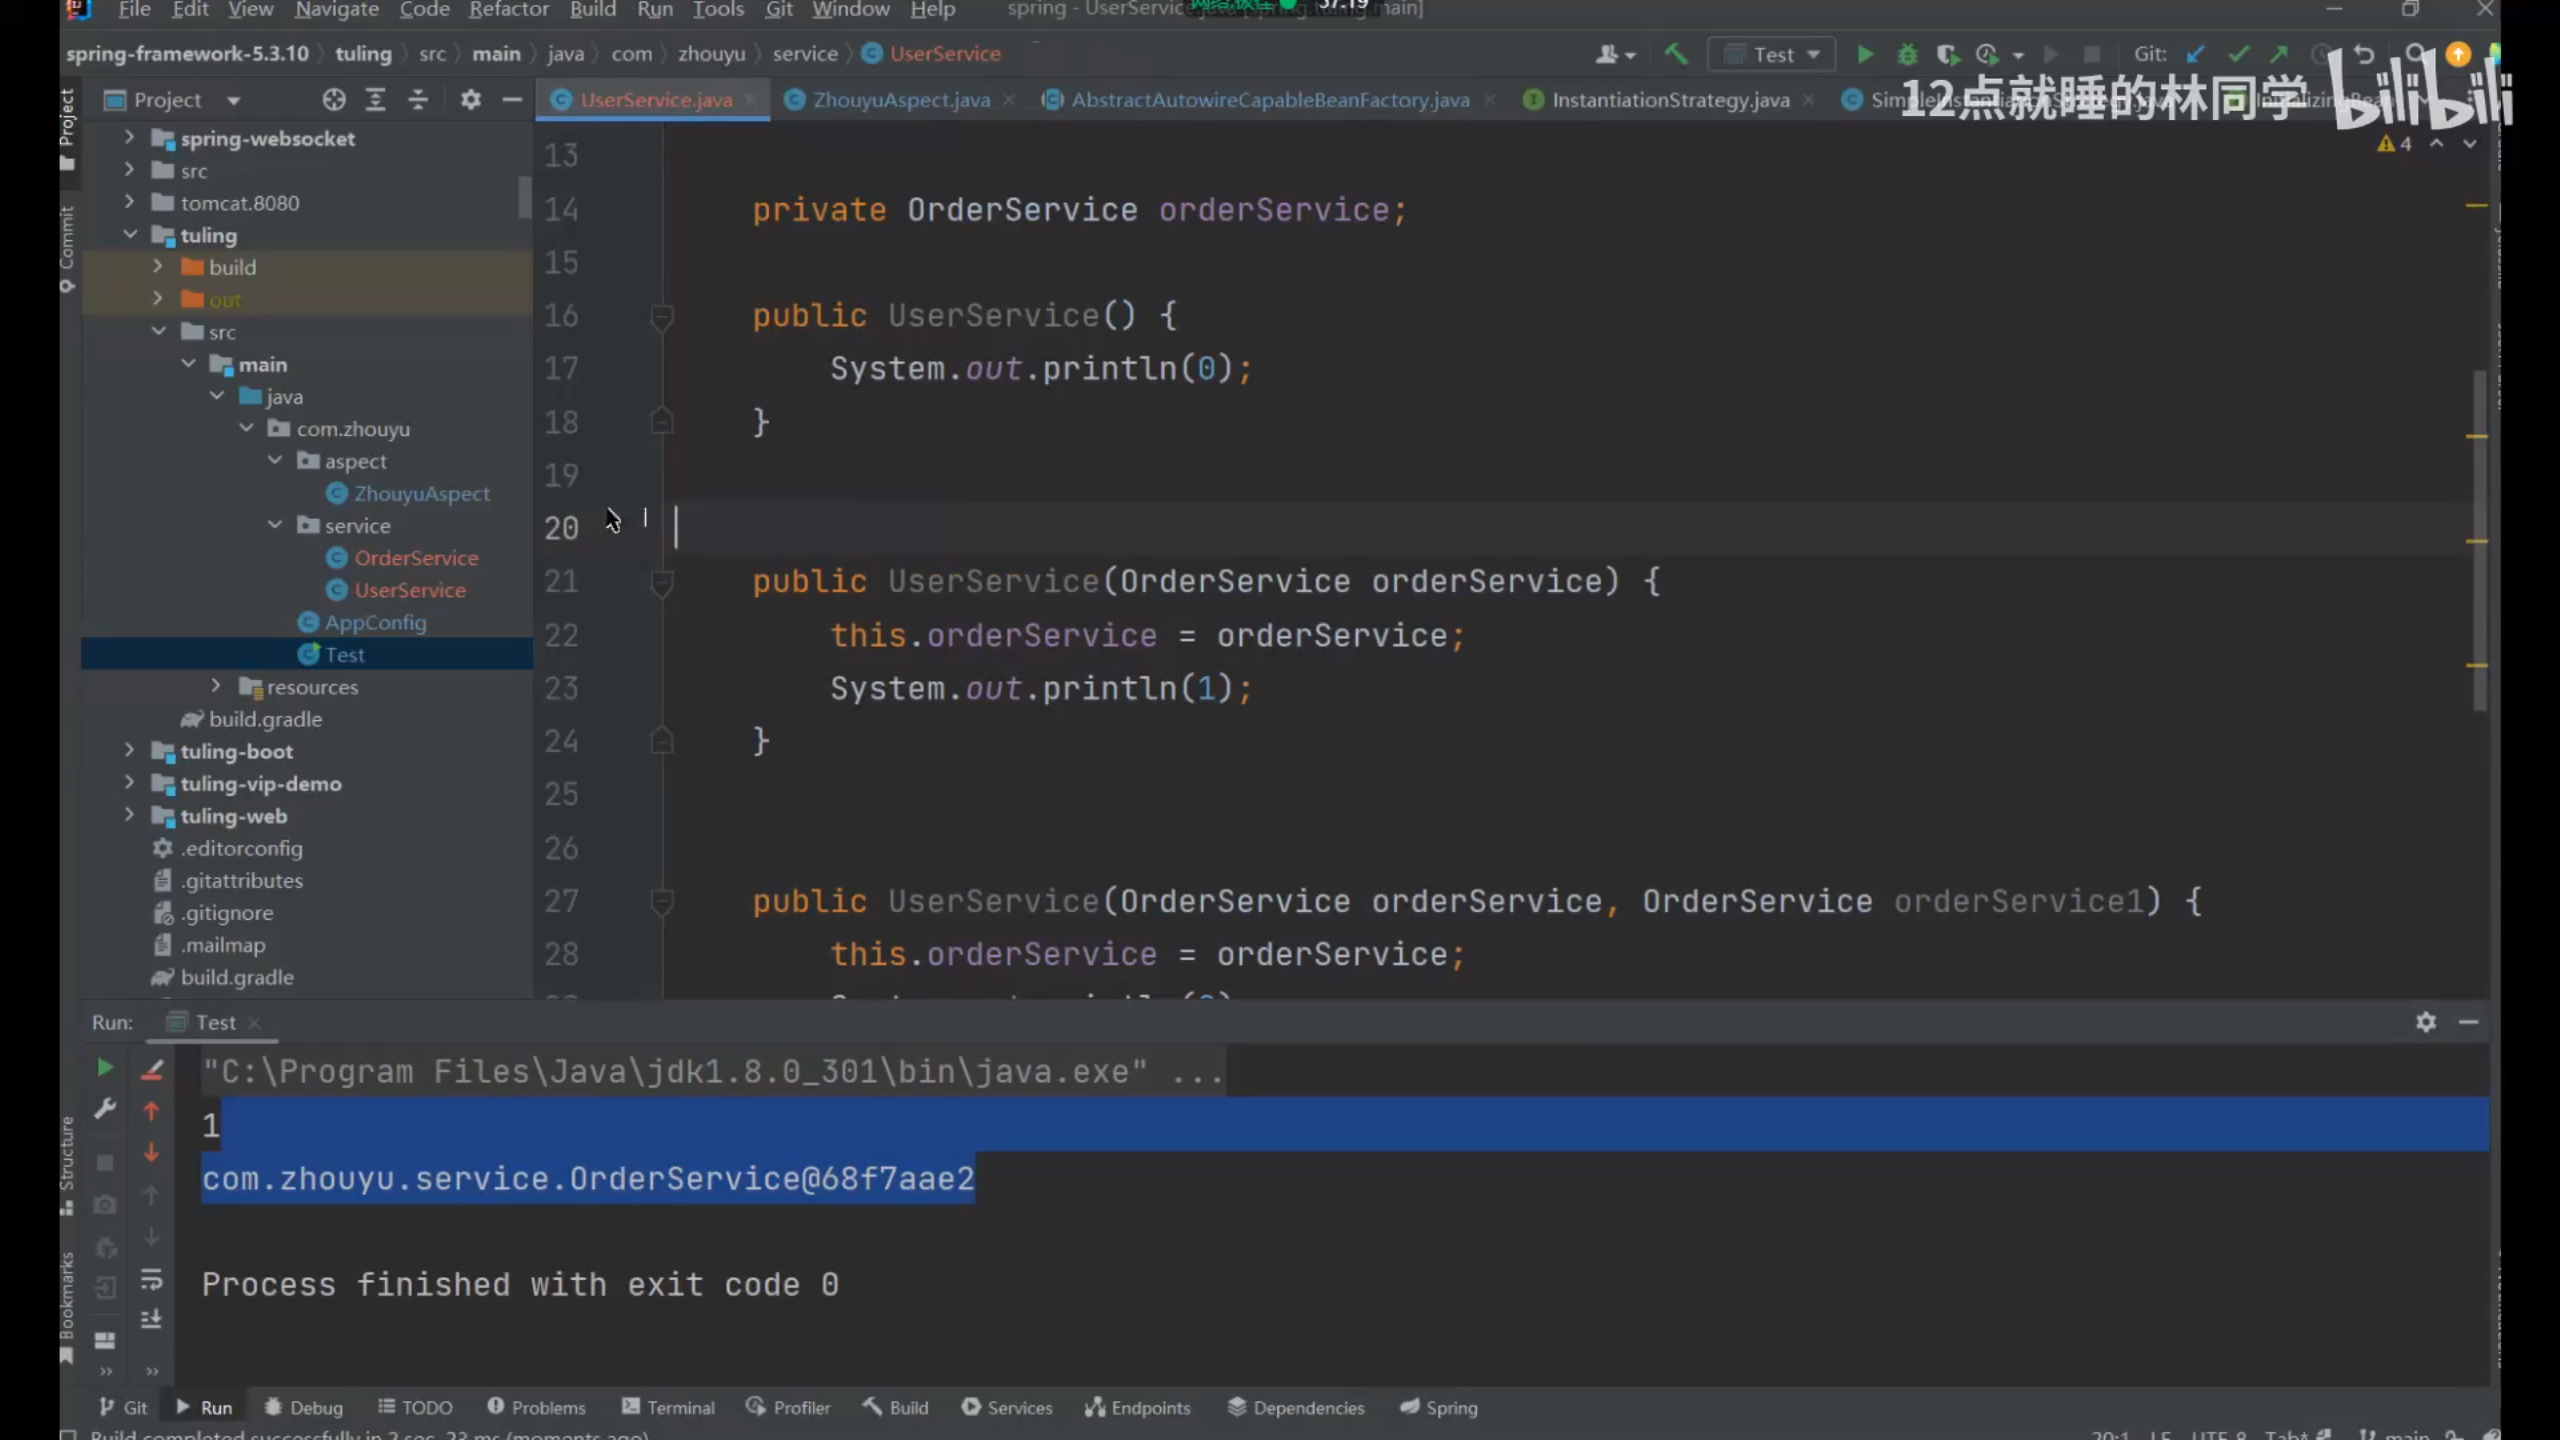 File Edit View Navigate Code Refactor Build Run Tools Git Window Help
37:19
spring-framework-5.3.10 tuling src main java com zhouyu service UserService
Test
Git:
12点就睡的林同学
bilibili
Project
UserService.java
ZhouyuAspect.java
AbstractAutowireCapableBeanFactory.java
InstantiationStrategy.java
4
Project
Commit
spring-websocket
src
tomcat.8080
tuling
build
out
src
main
java
com.zhouyu
aspect
ZhouyuAspect
service
OrderService
UserService
AppConfig
Test
resources
build.gradle
tuling-boot
tuling-vip-demo
tuling-web
.editorconfig
.gitattributes
.gitignore
.mailmap
build.gradle
13
14 private OrderService orderService;
15
16 public UserService() {
17 System.out.println(0);
18 }
19
20
21 public UserService(OrderService orderService) {
22 this.orderService = orderService;
23 System.out.println(1);
24 }
25
26
27 public UserService(OrderService orderService, OrderService orderService1) {
28 this.orderService = orderService;
Run: Test
"C:\Program Files\Java\jdk1.8.0_301\bin\java.exe" ...
1
com.zhouyu.service.OrderService@68f7aae2
Process finished with exit code 0
Structure
Bookmarks
Git Run Debug TODO Problems Terminal Profiler Build Services Endpoints Dependencies Spring
Build completed successfully in 2 sec, 23 ms (moments ago)
20:1 LF UTF-8 Tab* main